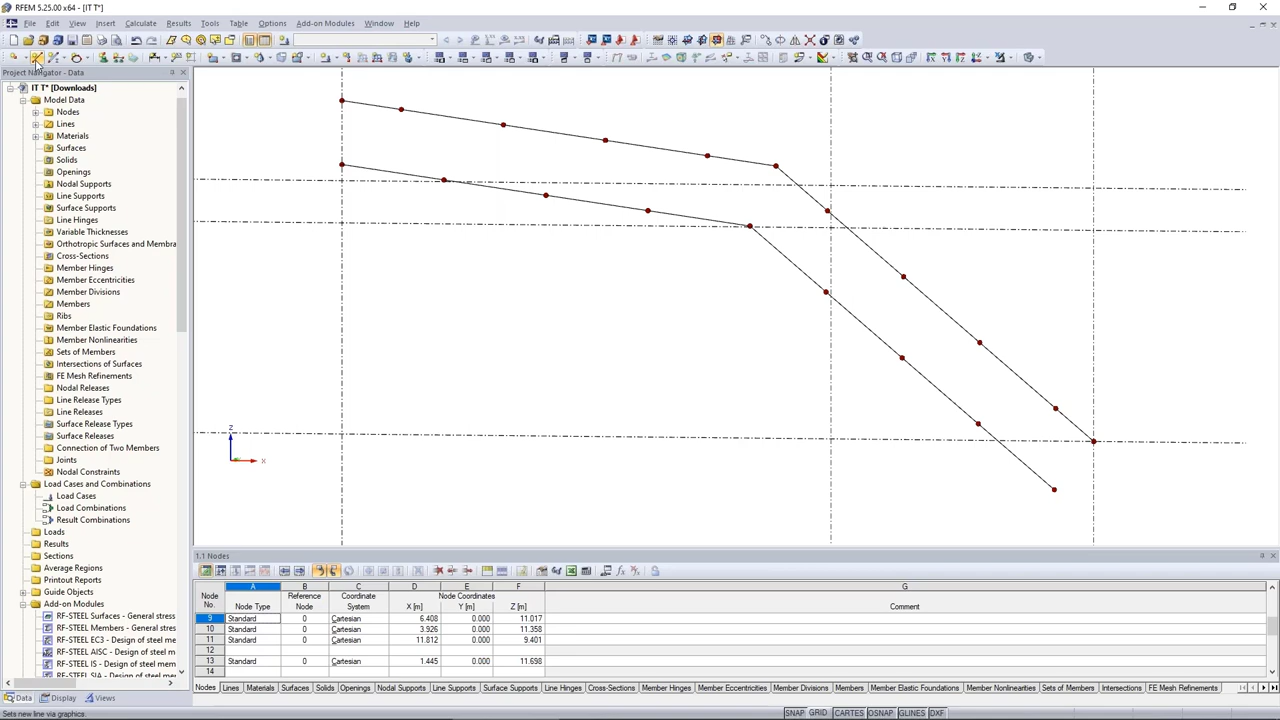 RFEM 5.25.00 x64 - [IT T*]
File Edit View Insert Calculate Results Tools Table Options Add-on Modules Window Help
Project Navigator - Data
IT T* [Downloads]
Model Data
Nodes
Lines
Materials
Surfaces
Solids
Openings
Nodal Supports
Line Supports
Surface Supports
Line Hinges
Variable Thicknesses
Orthotropic Surfaces and Membra
Cross-Sections
Member Hinges
Member Eccentricities
Member Divisions
Members
Ribs
Member Elastic Foundations
Member Nonlinearities
Sets of Members
Intersections of Surfaces
FE Mesh Refinements
Nodal Releases
Line Release Types
Line Releases
Surface Release Types
Surface Releases
Connection of Two Members
Joints
Nodal Constraints
Load Cases and Combinations
Load Cases
Load Combinations
Result Combinations
Loads
Results
Sections
Average Regions
Printout Reports
Guide Objects
Add-on Modules
RF-STEEL Surfaces - General stress
RF-STEEL Members - General stres
RF-STEEL EC3 - Design of steel me
RF-STEEL AISC - Design of steel m
RF-STEEL IS - Design of steel mem
RF-STEEL SIA - Design of steel me
Data Display Views
Z
X
1.1 Nodes
A B C D E F G
Node Reference Coordinate Node Coordinates
No. Node Type Node System X [m] Y [m] Z [m] Comment
9 Standard 0 Cartesian 6.408 0.000 11.017
10 Standard 0 Cartesian 3.926 0.000 11.358
11 Standard 0 Cartesian 11.812 0.000 9.401
12
13 Standard 0 Cartesian 1.445 0.000 11.698
14
Nodes Lines Materials Surfaces Solids Openings Nodal Supports Line Supports Surface Supports Line Hinges Cross-Sections Member Hinges Member Eccentricities Member Divisions Members Member Elastic Foundations Member Nonlinearities Sets of Members Intersections FE Mesh Refinements
Sets new line via graphics.
SNAP GRID CARTES OSNAP GLINES DXF